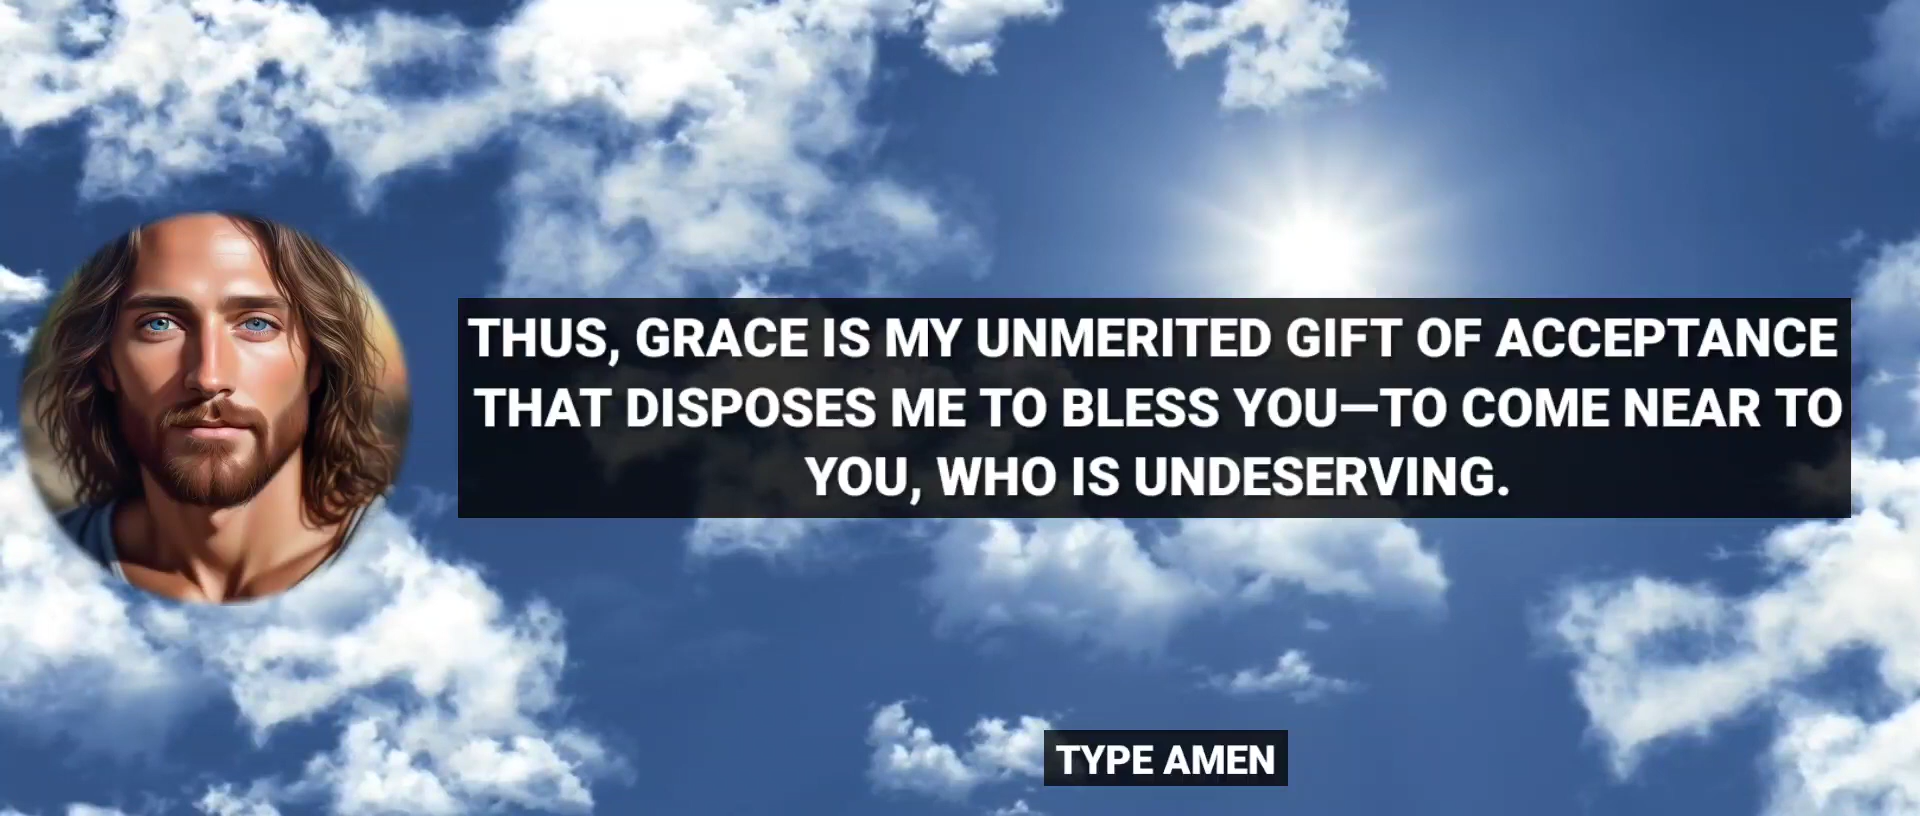 THUS, GRACE IS MY UNMERITED GIFT OF ACCEPTANCE
THAT DISPOSES ME TO BLESS YOU—TO COME NEAR TO
YOU, WHO IS UNDESERVING.
TYPE AMEN